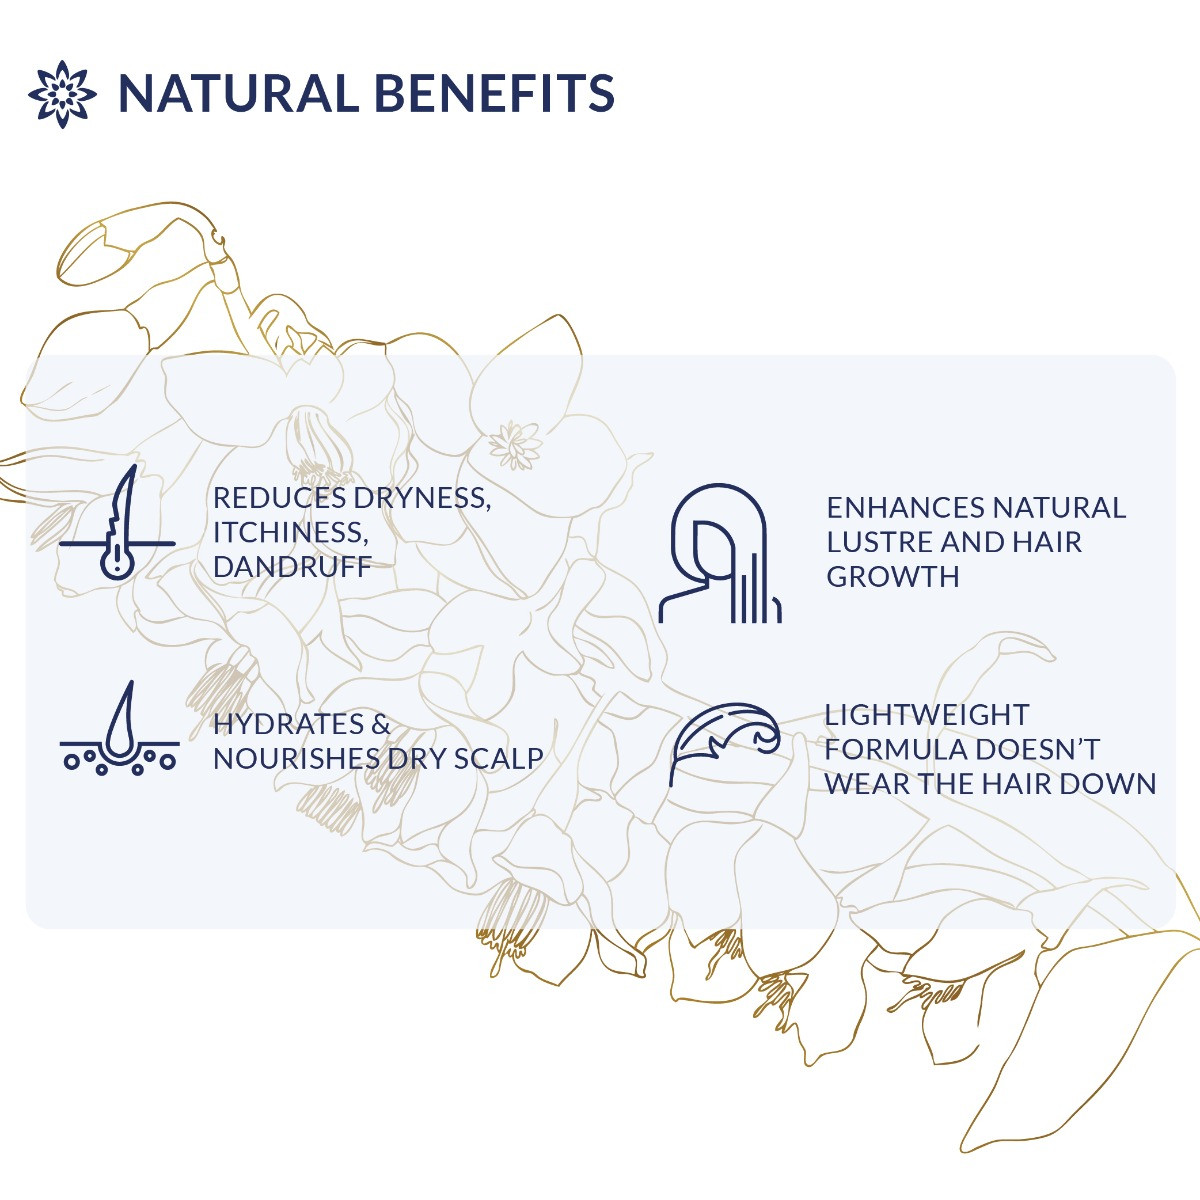 NATURAL BENEFITS
REDUCES DRYNESS,
ITCHINESS,
DANDRUFF
ENHANCES NATURAL
LUSTRE AND HAIR
GROWTH
HYDRATES &
NOURISHES DRY SCALP
LIGHTWEIGHT
FORMULA DOESN’T
WEAR THE HAIR DOWN